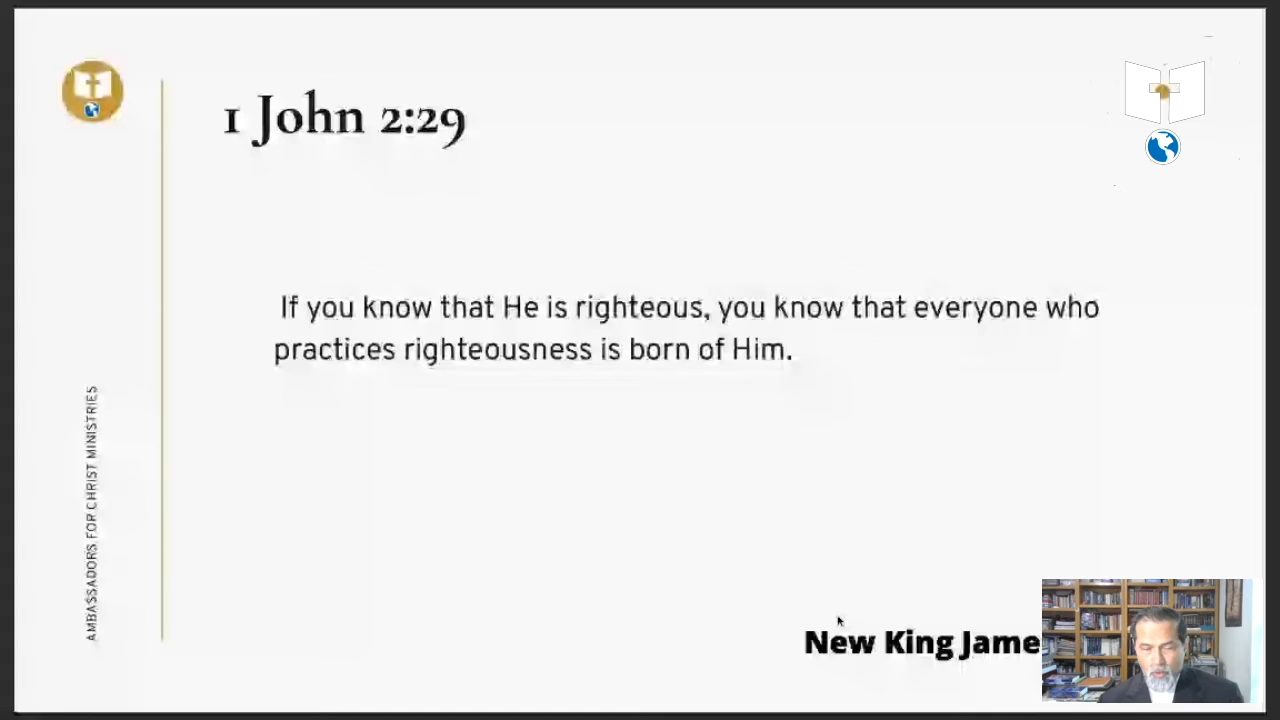 1 John 2:29
If you know that He is righteous, you know that everyone who
practices righteousness is born of Him.
AMBASSADORS FOR CHRIST MINISTRIES
New King Jame